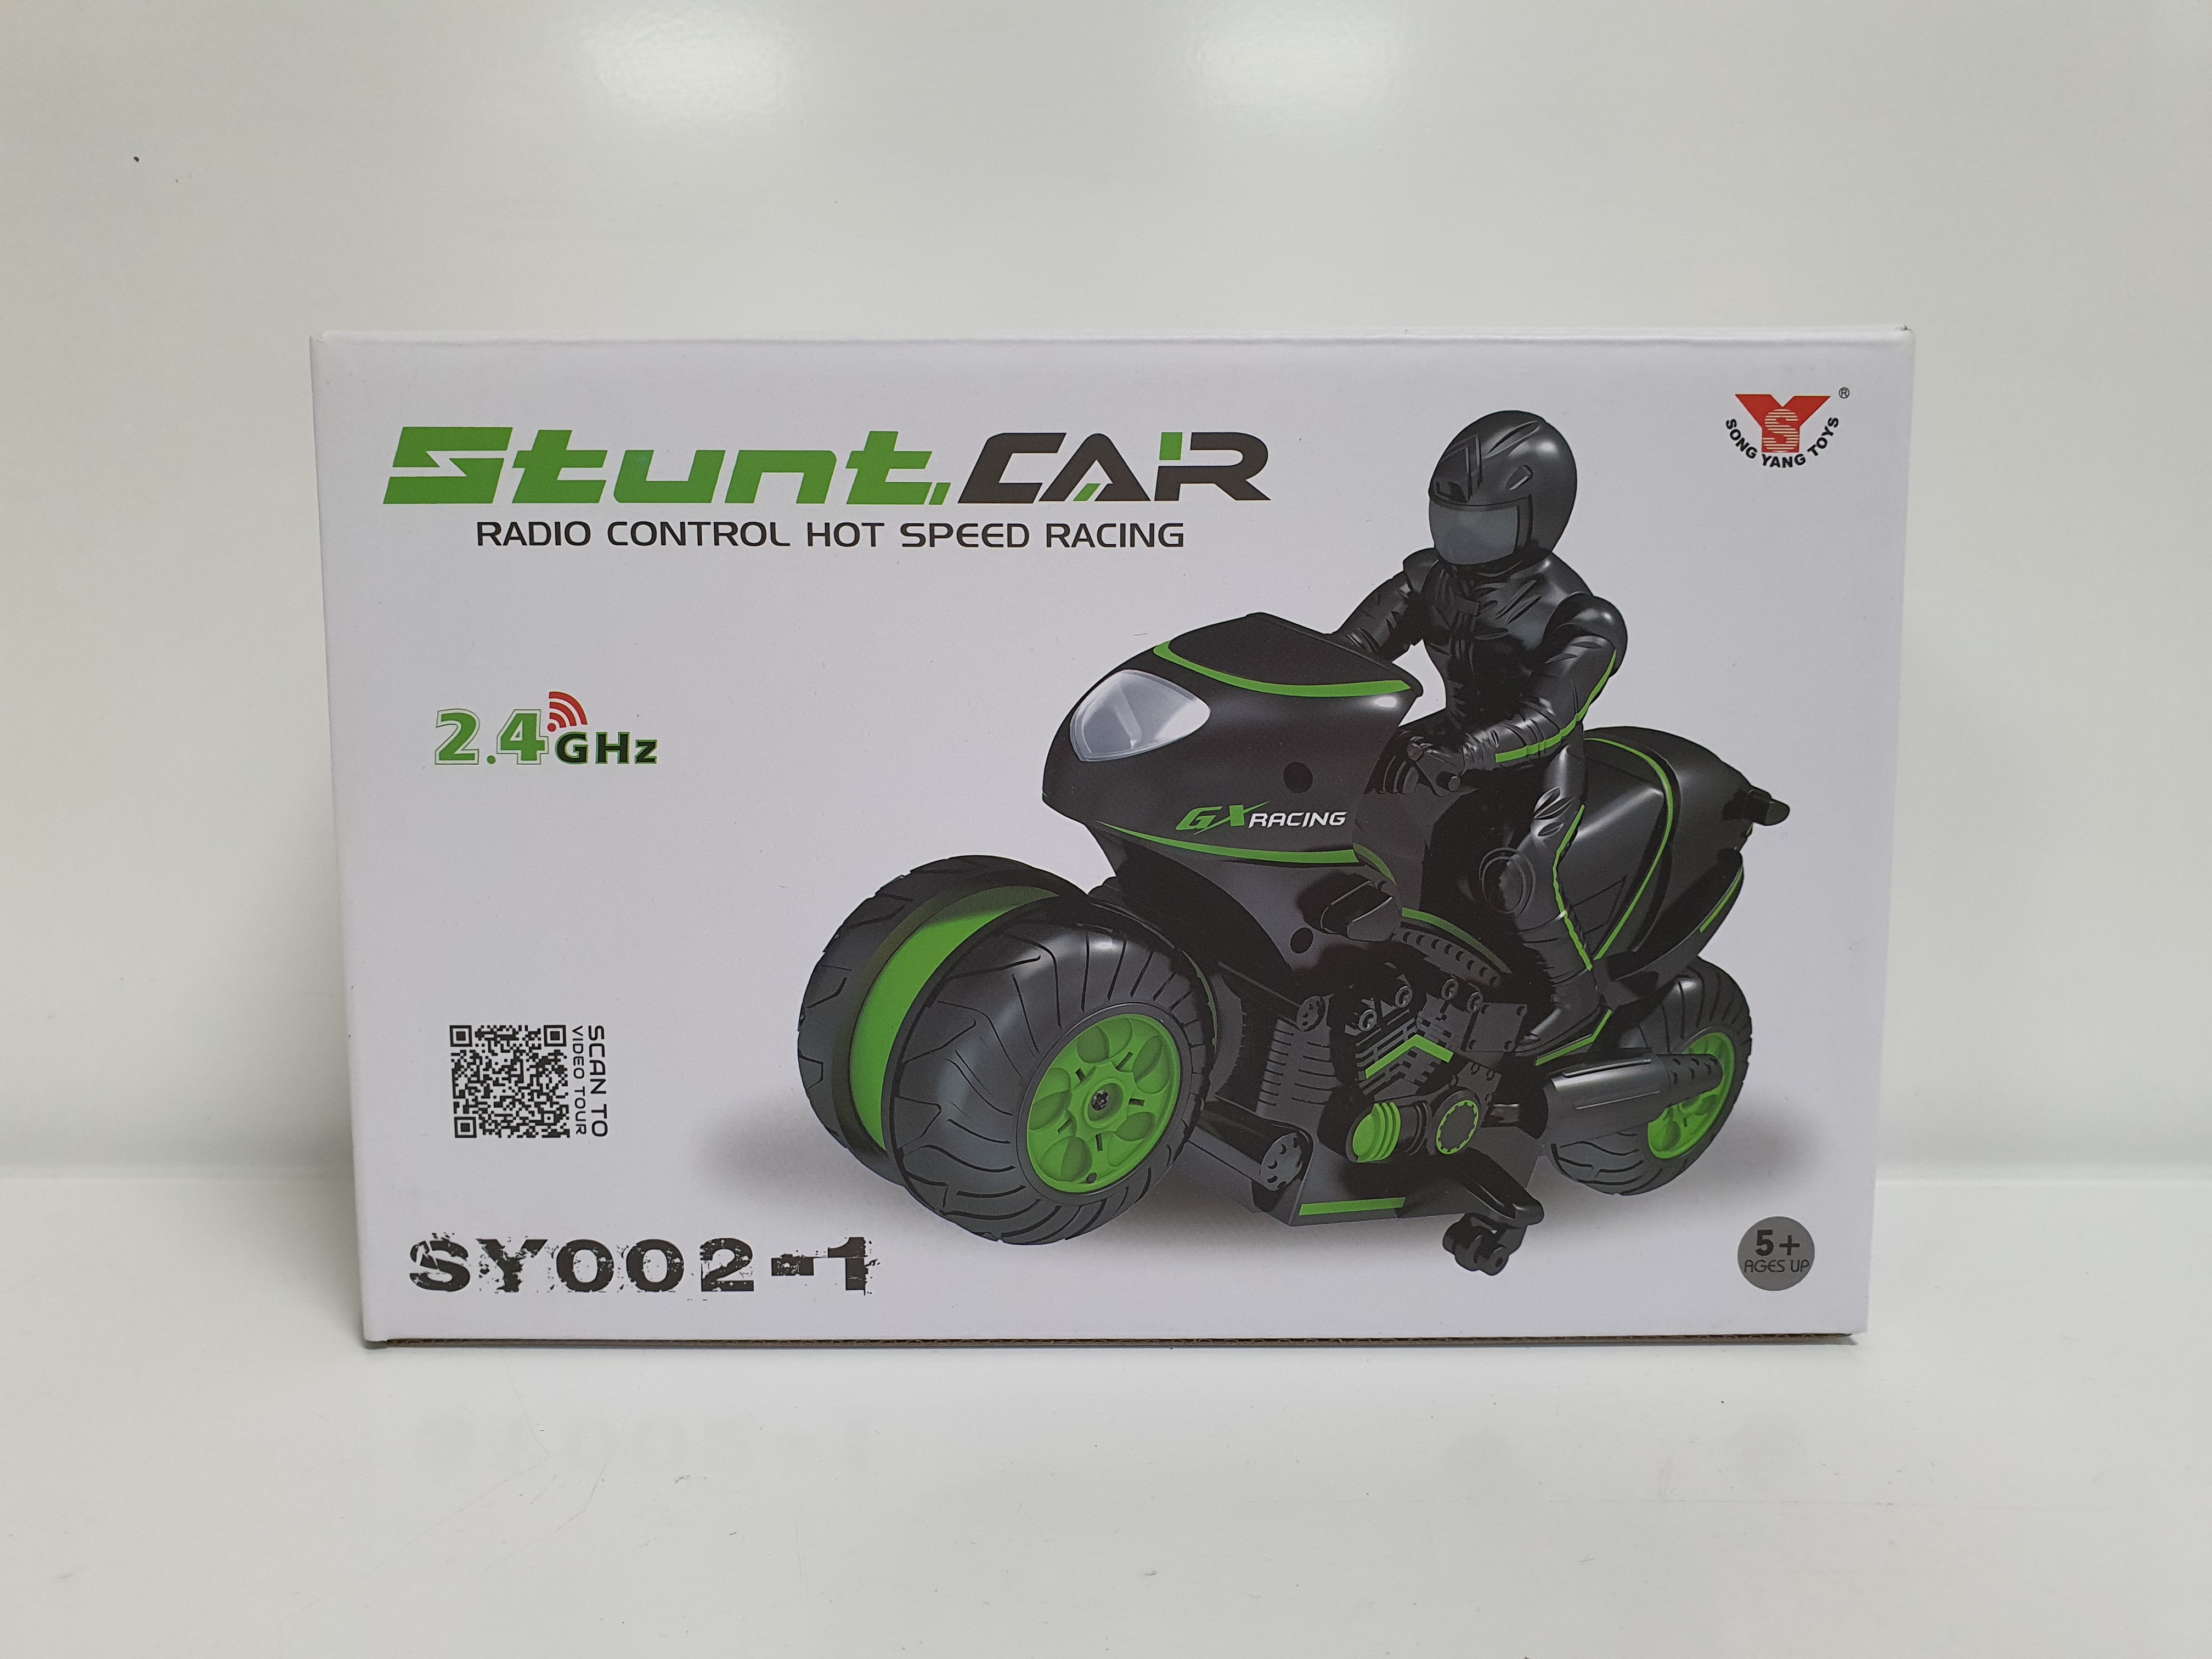 Stunt.CAR
RADIO CONTROL HOT SPEED RACING
Y S
SONG YANG TOYS ®
2.4GHz
GX RACING
SCAN TO
VIDEO TOUR
SY002-1
5+
AGES UP